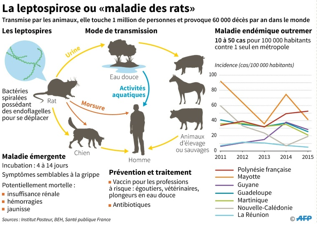 La leptospirose ou «maladie des rats»
Transmise par les animaux, elle touche 1 million de personnes et provoque 60 000 décès par an dans le monde
Les leptospires
Bactéries
spiralées
possédant
des endoflagelles
pour se déplacer
Mode de transmission
Urine
Eau douce
Activités
aquatiques
Rat
Morsure
Chien
Homme
Animaux
d'élevage
ou sauvages
Maladie émergente
Incubation : 4 à 14 jours
Symptômes semblables à la grippe
Potentiellement mortelle :
insuffisance rénale
hémorragies
jaunisse
Prévention et traitement
Vaccin pour les professions
à risque : égoutiers, vétérinaires,
plongeurs en eau douce
Antibiotiques
Maladie endémique outremer
10 à 50 cas pour 100 000 habitants
contre 1 seul en métropole
Incidence (cas/100 000 habitants)
100
80
60
40
20
0
2011 2012 2013 2014 2015
Polynésie française
Mayotte
Guyane
Guadeloupe
Martinique
Nouvelle-Calédonie
La Réunion
Sources : Institut Pasteur, BEH, Santé publique France
© AFP